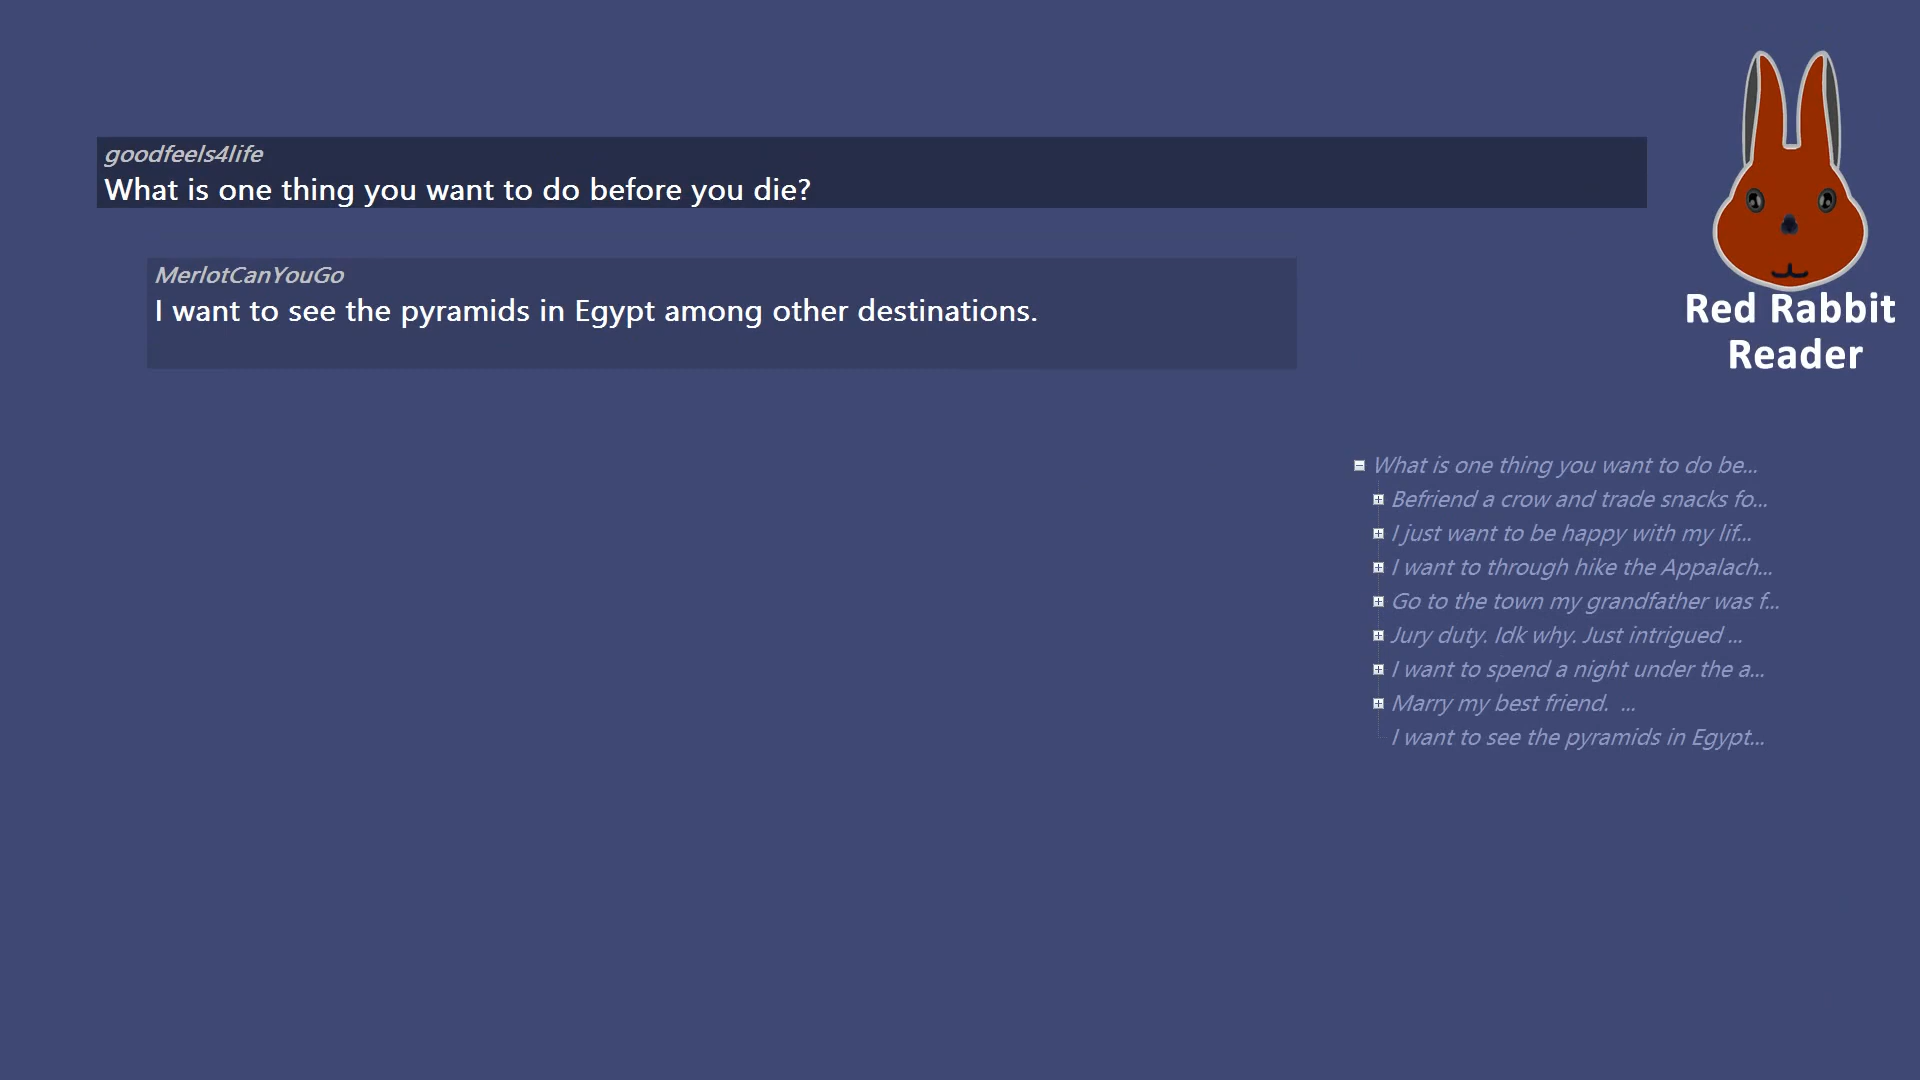 goodfeels4life
What is one thing you want to do before you die?
MerlotCanYouGo
I want to see the pyramids in Egypt among other destinations.
Red Rabbit
Reader
What is one thing you want to do be...
Befriend a crow and trade snacks fo...
I just want to be happy with my lif...
I want to through hike the Appalach...
Go to the town my grandfather was f...
Jury duty. Idk why. Just intrigued ...
I want to spend a night under the a...
Marry my best friend.  ...
I want to see the pyramids in Egypt...